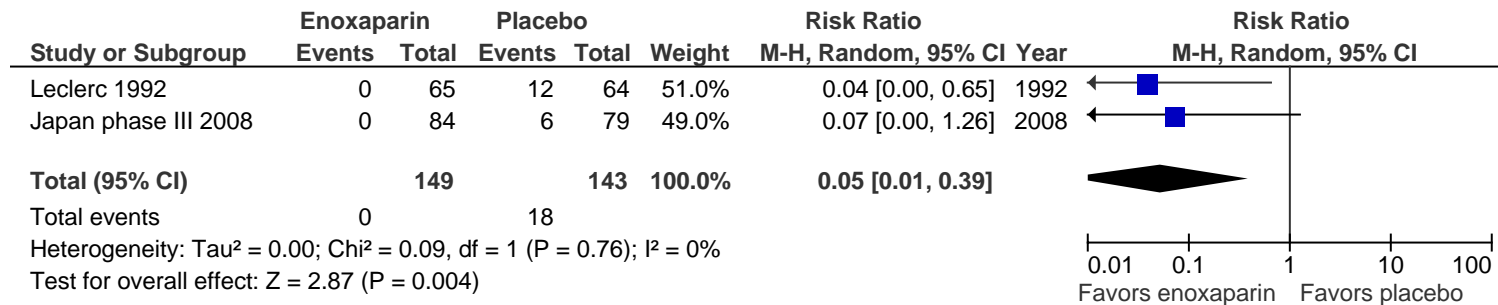 Enoxaparin Placebo Risk Ratio Risk Ratio
Study or Subgroup Events Total Events Total Weight M-H, Random, 95% CI Year M-H, Random, 95% CI
Leclerc 1992 0 65 12 64 51.0% 0.04 [0.00, 0.65] 1992
Japan phase III 2008 0 84 6 79 49.0% 0.07 [0.00, 1.26] 2008
Total (95% CI) 149 143 100.0% 0.05 [0.01, 0.39]
Total events 0 18
Heterogeneity: Tau² = 0.00; Chi² = 0.09, df = 1 (P = 0.76); I² = 0%
Test for overall effect: Z = 2.87 (P = 0.004)
0.01 0.1 1 10 100
Favors enoxaparin Favors placebo